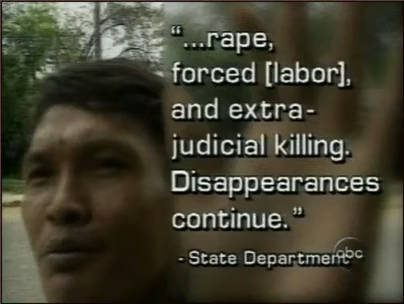 “...rape,
forced [labor],
and extra-
judicial killing.
Disappearances
continue.”
- State Department
abc